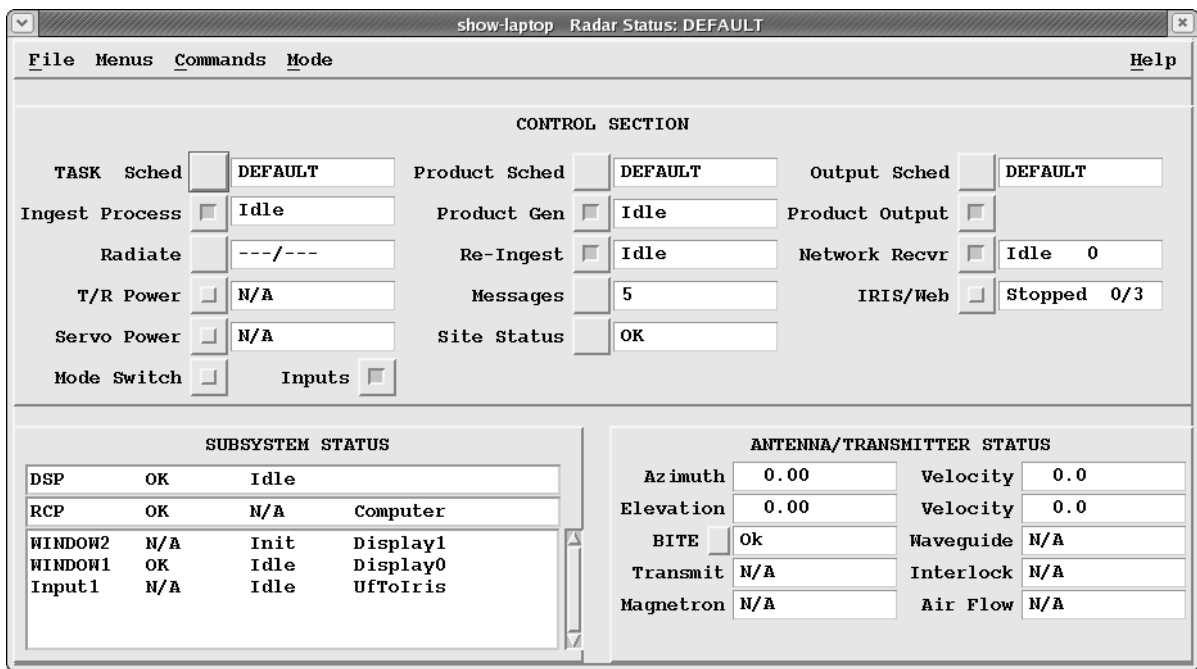 show-laptop Radar Status: DEFAULT
File Menus Commands Mode Help
CONTROL SECTION
TASK Sched DEFAULT Product Sched DEFAULT Output Sched DEFAULT
Ingest Process Idle Product Gen Idle Product Output
Radiate ---/--- Re-Ingest Idle Network Recvr Idle 0
T/R Power N/A Messages 5 IRIS/Web Stopped 0/3
Servo Power N/A Site Status OK
Mode Switch Inputs
SUBSYSTEM STATUS
DSP OK Idle
RCP OK N/A Computer
WINDOW2 N/A Init Display1
WINDOW1 OK Idle Display0
Input1 N/A Idle UfToIris
ANTENNA/TRANSMITTER STATUS
Azimuth 0.00 Velocity 0.0
Elevation 0.00 Velocity 0.0
BITE Ok Waveguide N/A
Transmit N/A Interlock N/A
Magnetron N/A Air Flow N/A